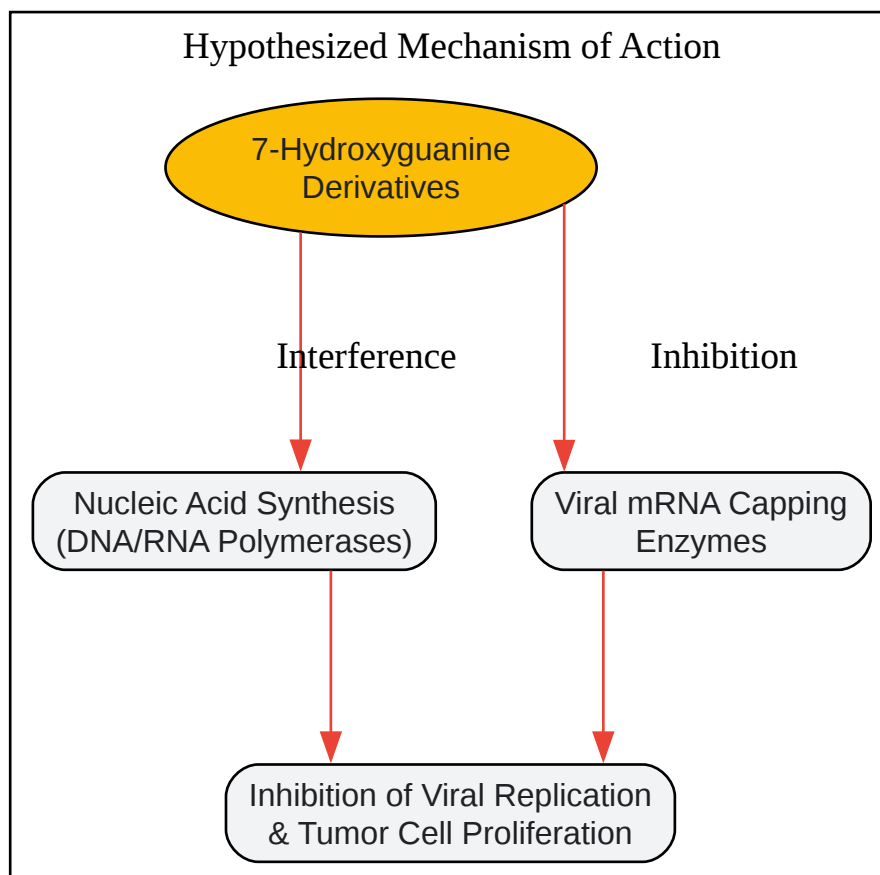 Hypothesized Mechanism of Action
7-Hydroxyguanine
Derivatives
Interference
Inhibition
Nucleic Acid Synthesis
(DNA/RNA Polymerases)
Viral mRNA Capping
Enzymes
Inhibition of Viral Replication
& Tumor Cell Proliferation